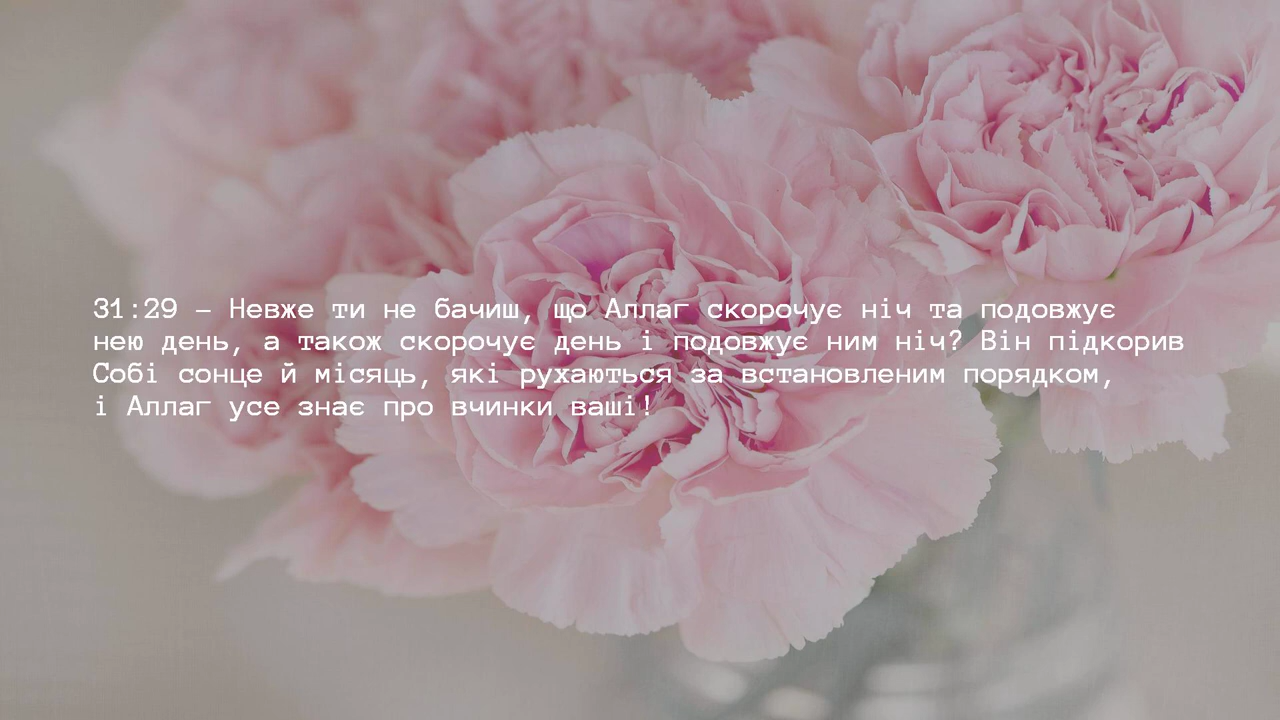 31:29 – Невже ти не бачиш, що Аллаг скорочує ніч та подовжує
нею день, а також скорочує день і подовжує ним ніч? Він підкорив
Собі сонце й місяць, які рухаються за встановленим порядком,
і Аллаг усе знає про вчинки ваші!